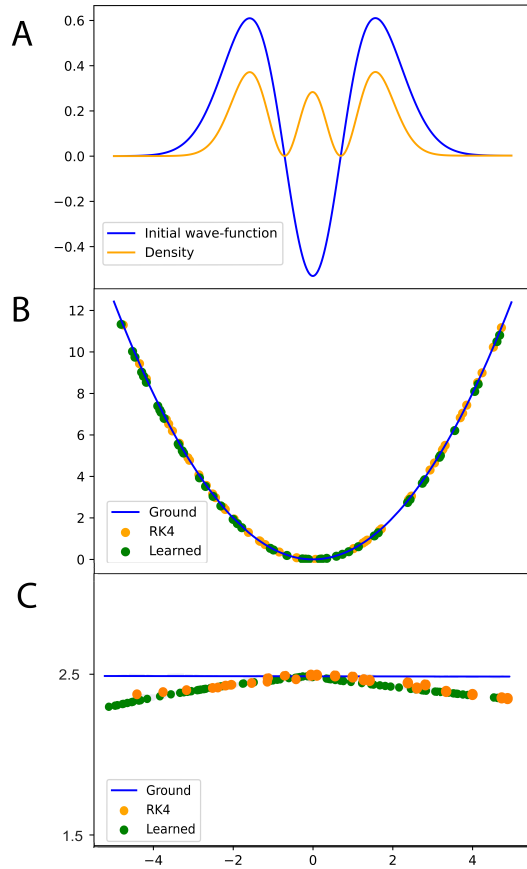 A
0.6
0.4
0.2
0.0
−0.2
−0.4
Initial wave-function
Density
B
12
10
8
6
4
2
0
Ground
RK4
Learned
C
2.5
1.5
Ground
RK4
Learned
−4 −2 0 2 4